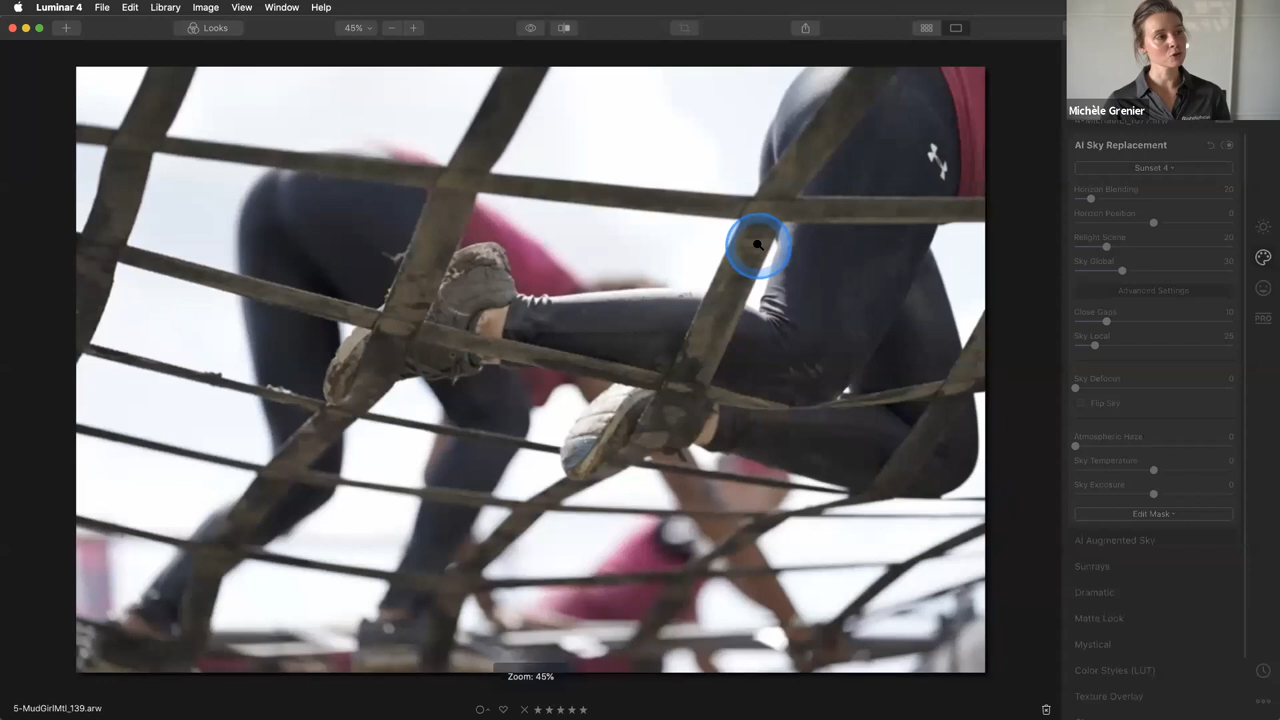 Luminar 4 File Edit Library Image View Window Help
Looks
45%
Michèle Grenier
AI Sky Replacement
Sunset 4
Horizon Blending 20
Horizon Position 0
Relight Scene 20
Sky Global 30
Advanced Settings
Close Gaps 10
Sky Local 25
Sky Defocus 0
Flip Sky
Atmospheric Haze 0
Sky Temperature 0
Sky Exposure 0
Edit Mask
AI Augmented Sky
Sunrays
Dramatic
Matte Look
Mystical
Color Styles (LUT)
Texture Overlay
PRO
Zoom: 45%
5-MudGirlMtl_139.arw